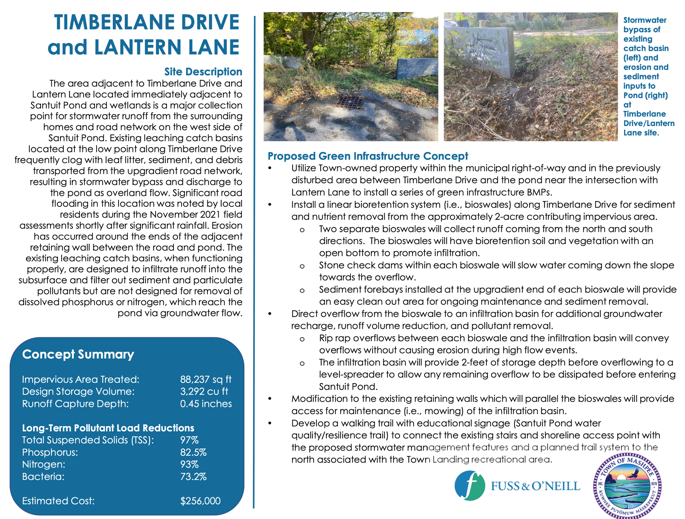 TIMBERLANE DRIVE
and LANTERN LANE
Site Description
The area adjacent to Timberlane Drive and
Lantern Lane located immediately adjacent to
Santuit Pond and wetlands is a major collection
point for stormwater runoff from the surrounding
homes and road network on the west side of
Santuit Pond. Existing leaching catch basins
located at the low point along Timberlane Drive
frequently clog with leaf litter, sediment, and debris
transported from the upgradient road network,
resulting in stormwater bypass and discharge to
the pond as overland flow. Significant road
flooding in this location was noted by local
residents during the November 2021 field
assessments shortly after significant rainfall. Erosion
has occurred around the ends of the adjacent
retaining wall between the road and pond. The
existing leaching catch basins, when functioning
properly, are designed to infiltrate runoff into the
subsurface and filter out sediment and particulate
pollutants but are not designed for removal of
dissolved phosphorus or nitrogen, which reach the
pond via groundwater flow.
Concept Summary
Impervious Area Treated: 88,237 sq ft
Design Storage Volume: 3,292 cu ft
Runoff Capture Depth: 0.45 inches
Long-Term Pollutant Load Reductions
Total Suspended Solids (TSS): 97%
Phosphorus: 82.5%
Nitrogen: 93%
Bacteria: 73.2%
Estimated Cost: $256,000
Stormwater
bypass of
existing
catch basin
(left) and
erosion and
sediment
inputs to
Pond (right)
at
Timberlane
Drive/Lantern
Lane site.
Proposed Green Infrastructure Concept
• Utilize Town-owned property within the municipal right-of-way and in the previously
disturbed area between Timberlane Drive and the pond near the intersection with
Lantern Lane to install a series of green infrastructure BMPs.
• Install a linear bioretention system (i.e., bioswales) along Timberlane Drive for sediment
and nutrient removal from the approximately 2-acre contributing impervious area.
o Two separate bioswales will collect runoff coming from the north and south
directions. The bioswales will have bioretention soil and vegetation with an
open bottom to promote infiltration.
o Stone check dams within each bioswale will slow water coming down the slope
towards the overflow.
o Sediment forebays installed at the upgradient end of each bioswale will provide
an easy clean out area for ongoing maintenance and sediment removal.
• Direct overflow from the bioswale to an infiltration basin for additional groundwater
recharge, runoff volume reduction, and pollutant removal.
o Rip rap overflows between each bioswale and the infiltration basin will convey
overflows without causing erosion during high flow events.
o The infiltration basin will provide 2-feet of storage depth before overflowing to a
level-spreader to allow any remaining overflow to be dissipated before entering
Santuit Pond.
• Modification to the existing retaining walls which will parallel the bioswales will provide
access for maintenance (i.e., mowing) of the infiltration basin.
• Develop a walking trail with educational signage (Santuit Pond water
quality/resilience trail) to connect the existing stairs and shoreline access point with
the proposed stormwater management features and a planned trail system to the
north associated with the Town Landing recreational area.
FUSS & O'NEILL
TOWN OF MASHPEE